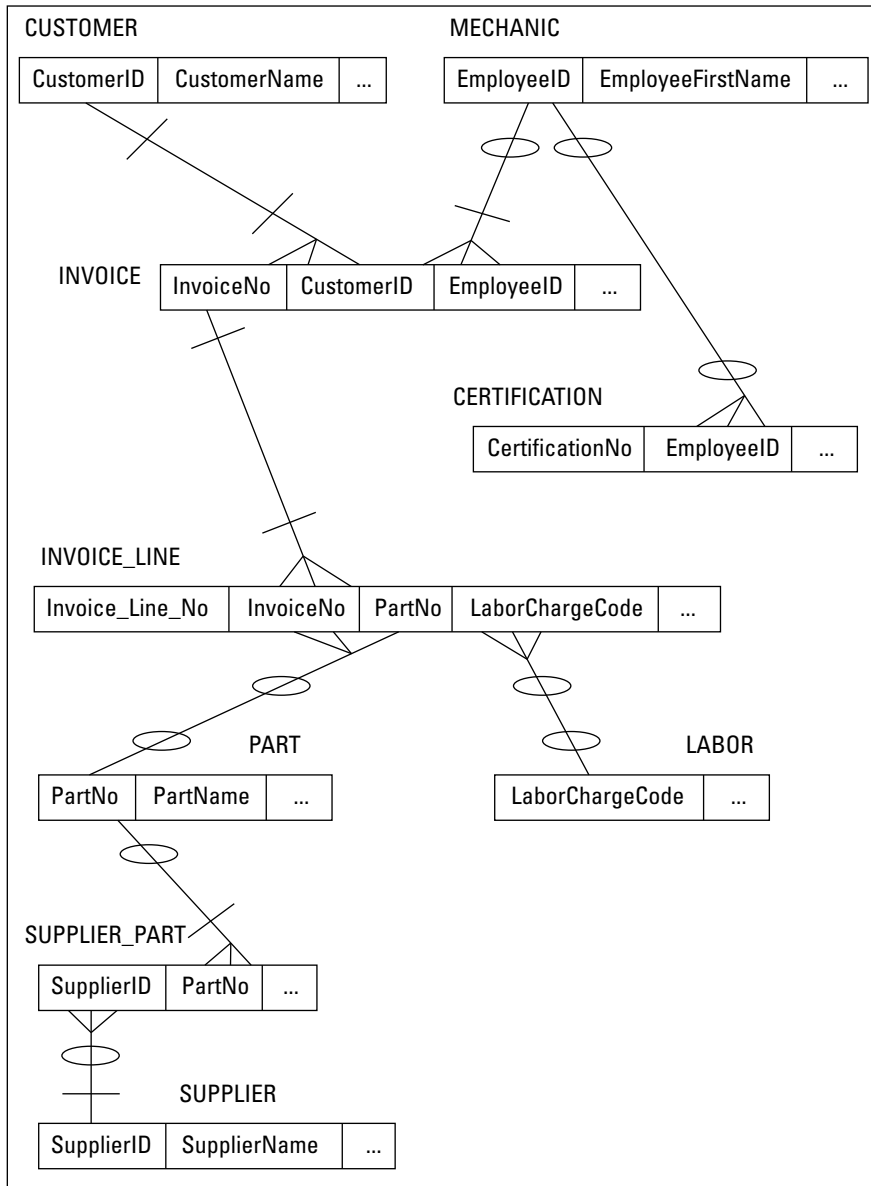 CUSTOMER
CustomerID CustomerName ...
MECHANIC
EmployeeID EmployeeFirstName ...
INVOICE
InvoiceNo CustomerID EmployeeID ...
CERTIFICATION
CertificationNo EmployeeID ...
INVOICE_LINE
Invoice_Line_No InvoiceNo PartNo LaborChargeCode ...
PART
PartNo PartName ...
LABOR
LaborChargeCode ...
SUPPLIER_PART
SupplierID PartNo ...
SUPPLIER
SupplierID SupplierName ...